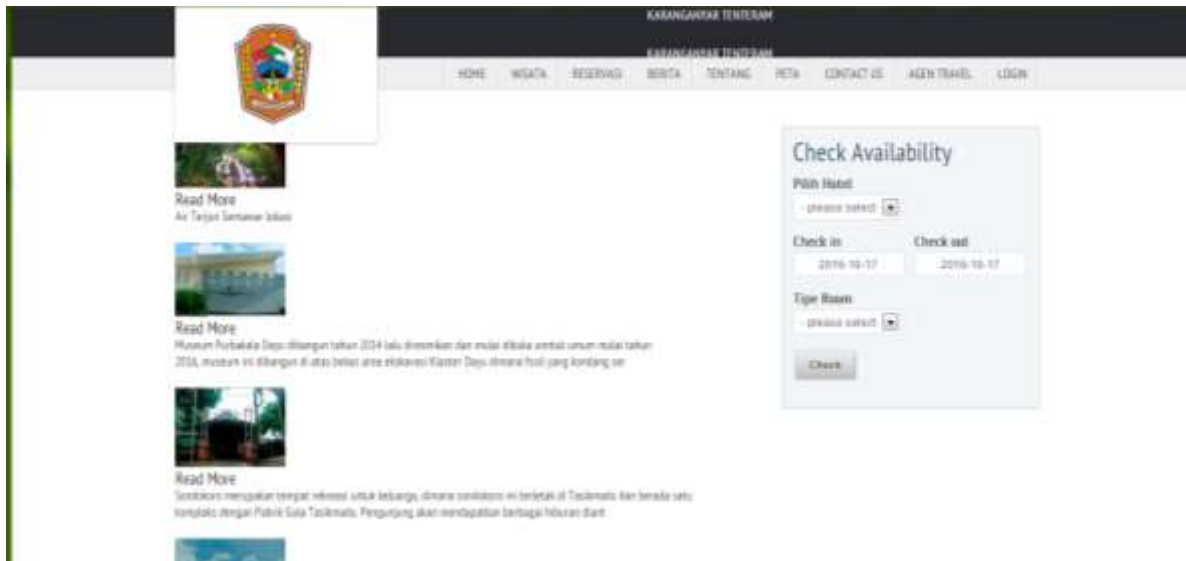 KARANGANYAR TENTERAM
KARANGANYAR TENTERAM
HOME WISATA RESERVASI BERITA TENTANG PETA CONTACT US AGEN TRAVEL LOGIN
Read More
Air Terjun lokasi
Read More
Museum Purbakala Dayu dibangun tahun 2014 lalu diresmikan dan mulai dibuka untuk umum mulai tahun
2016, museum ini dibangun di atas bekas area Klaster Dayu dimana fosil yang kondang
Read More
Sondokoro merupakan tempat rekreasi untuk keluarga, dimana sondokoro ini terletak di Tasikmadu dan berada satu
kompleks dengan Pabrik Gula Tasikmadu. Pengunjung akan mendapatkan berbagai hiburan
Check Availability
Pilih Hotel
- please select
Check in Check out
2016-10-17 2016-10-17
Tipe Room
- please select
Check